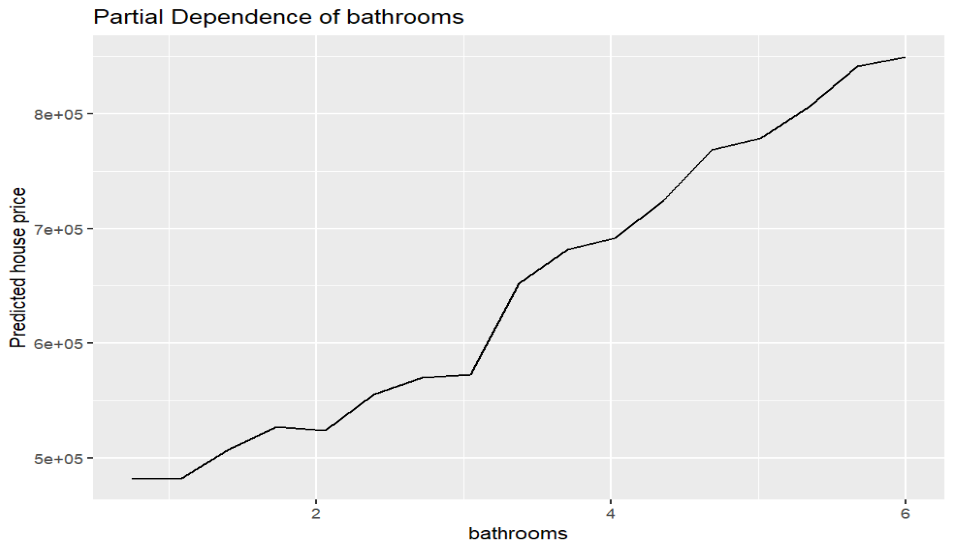 Partial Dependence of bathrooms
Predicted house price
8e+05
7e+05
6e+05
5e+05
2
4
6
bathrooms